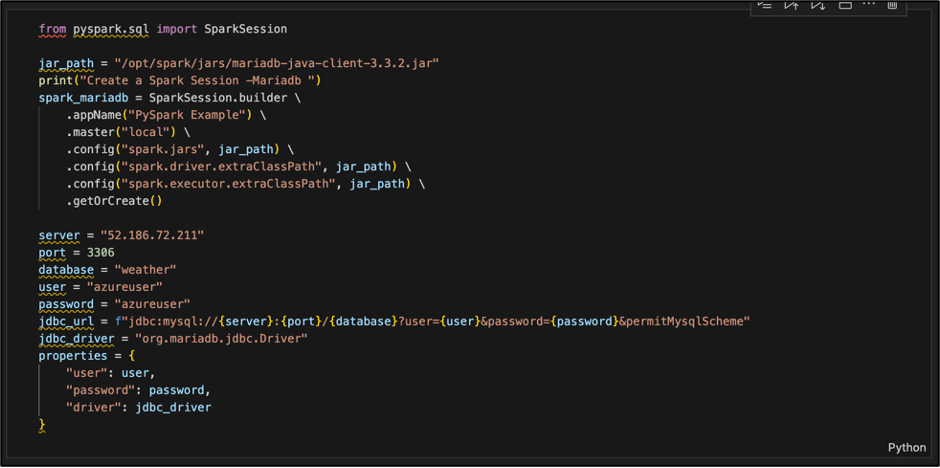 from pyspark.sql import SparkSession
jar_path = "/opt/spark/jars/mariadb-java-client-3.3.2.jar"
print("Create a Spark Session -Mariadb ")
spark_mariadb = SparkSession.builder \
    .appName("PySpark Example") \
    .master("local") \
    .config("spark.jars", jar_path) \
    .config("spark.driver.extraClassPath", jar_path) \
    .config("spark.executor.extraClassPath", jar_path) \
    .getOrCreate()
server = "52.186.72.211"
port = 3306
database = "weather"
user = "azureuser"
password = "azureuser"
jdbc_url = f"jdbc:mysql://{server}:{port}/{database}?user={user}&password={password}&permitMysqlScheme"
jdbc_driver = "org.mariadb.jdbc.Driver"
properties = {
    "user": user,
    "password": password,
    "driver": jdbc_driver
}
Python